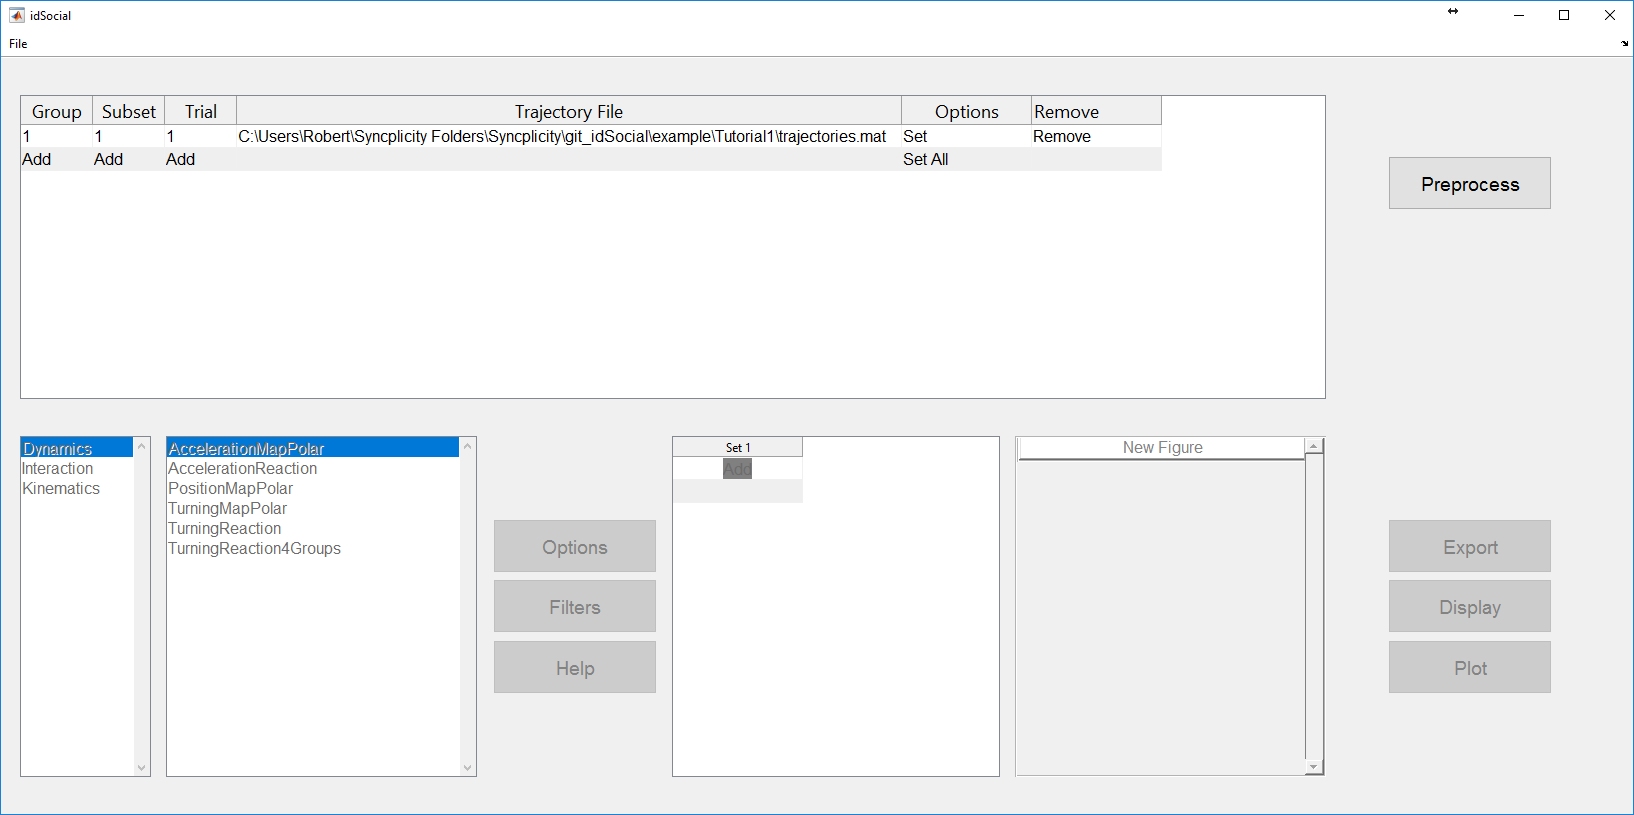 idSocial
File
Group Subset Trial Trajectory File Options Remove
1 1 1 C:\Users\Robert\Syncplicity Folders\Syncplicity\git_idSocial\example\Tutorial1\trajectories.mat Set Remove
Add Add Add Set All
Preprocess
Dynamics
Interaction
Kinematics
AccelerationMapPolar
AccelerationReaction
PositionMapPolar
TurningMapPolar
TurningReaction
TurningReaction4Groups
Options
Filters
Help
Set 1
Add
New Figure
Export
Display
Plot